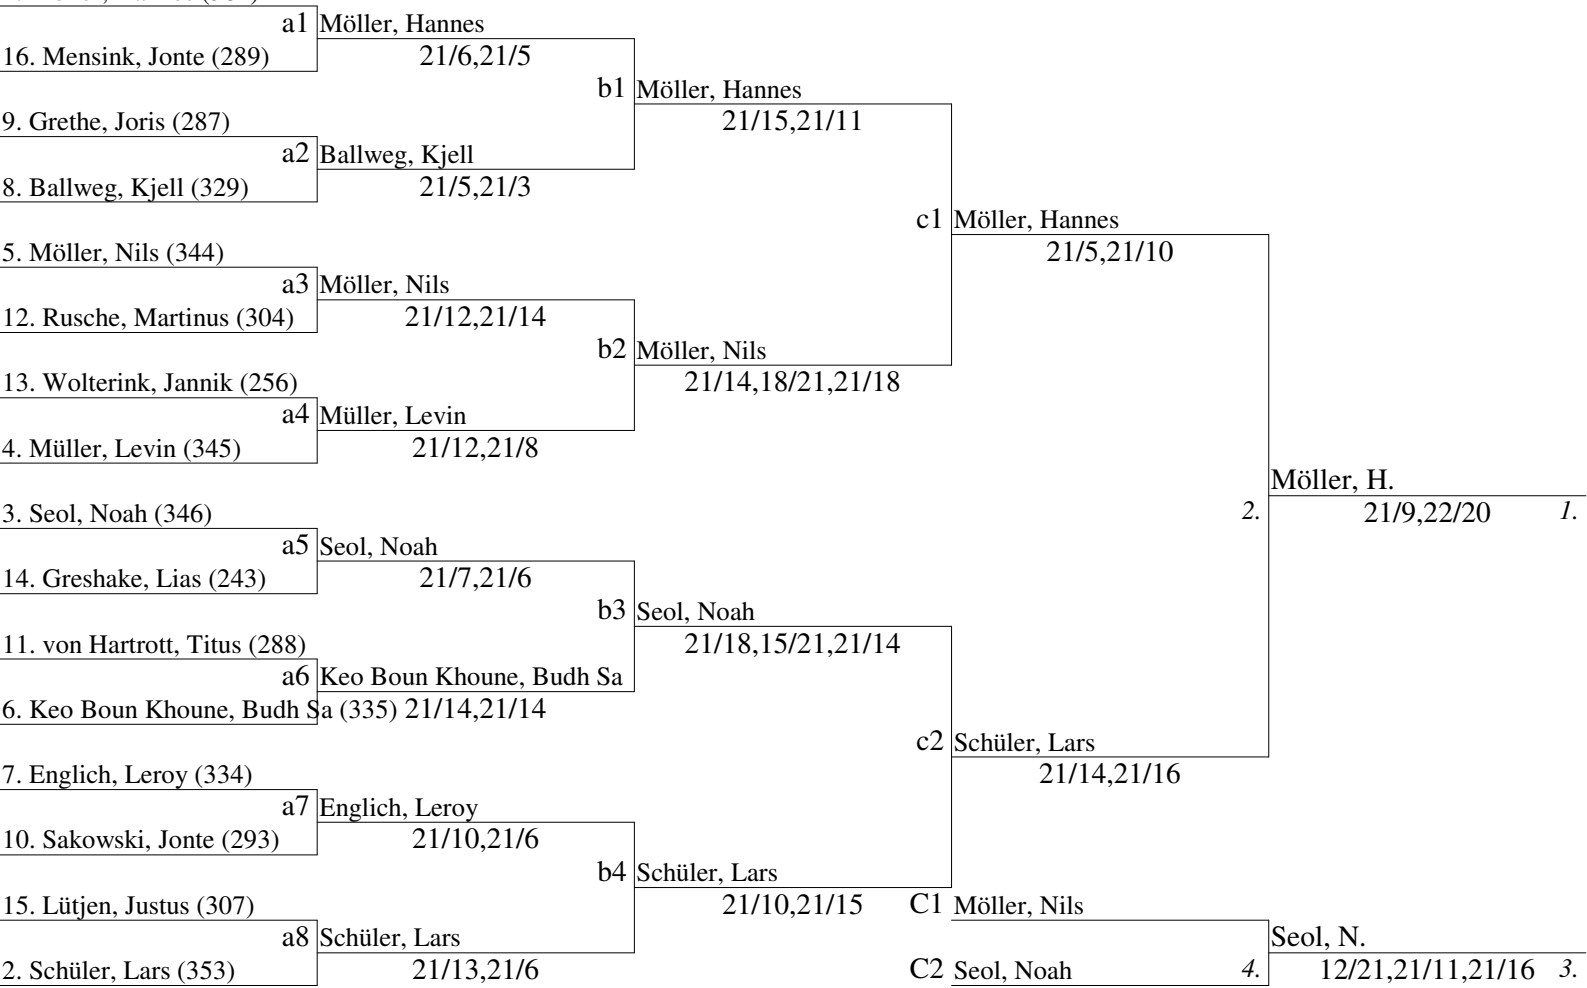 a1 Möller, Hannes
16. Mensink, Jonte (289)
21/6,21/5
b1 Möller, Hannes
21/15,21/11
9. Grethe, Joris (287)
a2 Ballweg, Kjell
8. Ballweg, Kjell (329)
21/5,21/3
c1 Möller, Hannes
21/5,21/10
5. Möller, Nils (344)
a3 Möller, Nils
12. Rusche, Martinus (304)
21/12,21/14
b2 Möller, Nils
21/14,18/21,21/18
13. Wolterink, Jannik (256)
a4 Müller, Levin
4. Müller, Levin (345)
21/12,21/8
Möller, H.
2.
21/9,22/20
1.
3. Seol, Noah (346)
a5 Seol, Noah
14. Greshake, Lias (243)
21/7,21/6
b3 Seol, Noah
21/18,15/21,21/14
11. von Hartrott, Titus (288)
a6 Keo Boun Khoune, Budh Sa
6. Keo Boun Khoune, Budh Sa (335)
21/14,21/14
c2 Schüler, Lars
21/14,21/16
7. Englich, Leroy (334)
a7 Englich, Leroy
10. Sakowski, Jonte (293)
21/10,21/6
b4 Schüler, Lars
21/10,21/15
15. Lütjen, Justus (307)
a8 Schüler, Lars
2. Schüler, Lars (353)
21/13,21/6
C1 Möller, Nils
Seol, N.
C2 Seol, Noah
4.
12/21,21/11,21/16
3.